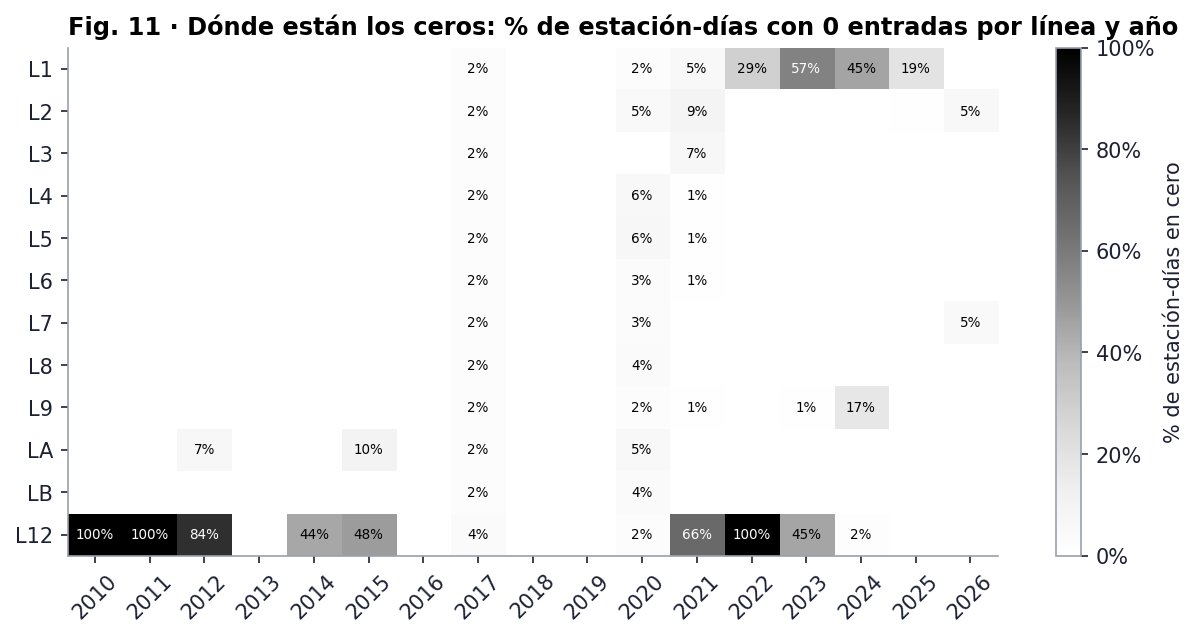 Fig. 11 · Dónde están los ceros: % de estación-días con 0 entradas por línea y año
L1 2% 2% 5% 29% 57% 45% 19%
L2 2% 5% 9% 5%
L3 2% 7%
L4 2% 6% 1%
L5 2% 6% 1%
L6 2% 3% 1%
L7 2% 3% 5%
L8 2% 4%
L9 2% 2% 1% 1% 17%
LA 7% 10% 2% 5%
LB 2% 4%
L12 100% 100% 84% 44% 48% 4% 2% 66% 100% 45% 2%
2010 2011 2012 2013 2014 2015 2016 2017 2018 2019 2020 2021 2022 2023 2024 2025 2026
100%
80%
60%
40%
20%
0%
% de estación-días en cero